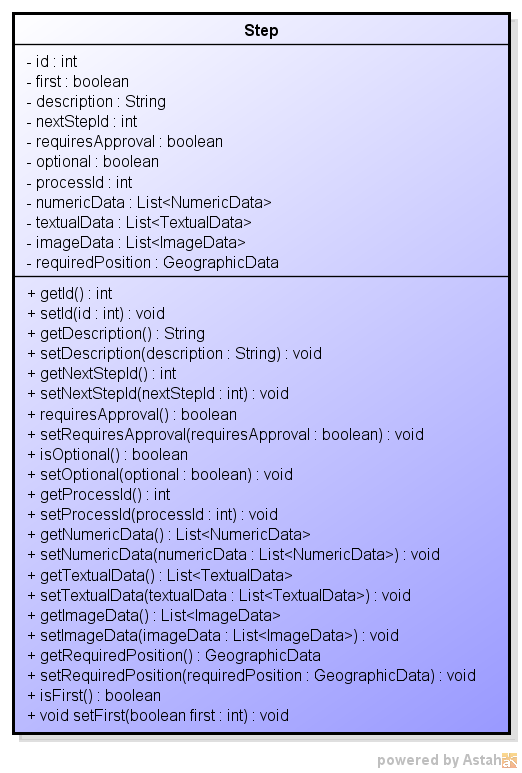 Step
- id : int
- first : boolean
- description : String
- nextStepId : int
- requiresApproval : boolean
- optional : boolean
- processId : int
- numericData : List<NumericData>
- textualData : List<TextualData>
- imageData : List<ImageData>
- requiredPosition : GeographicData
+ getId() : int
+ setId(id : int) : void
+ getDescription() : String
+ setDescription(description : String) : void
+ getNextStepId() : int
+ setNextStepId(nextStepId : int) : void
+ requiresApproval() : boolean
+ setRequiresApproval(requiresApproval : boolean) : void
+ isOptional() : boolean
+ setOptional(optional : boolean) : void
+ getProcessId() : int
+ setProcessId(processId : int) : void
+ getNumericData() : List<NumericData>
+ setNumericData(numericData : List<NumericData>) : void
+ getTextualData() : List<TextualData>
+ setTextualData(textualData : List<TextualData>) : void
+ getImageData() : List<ImageData>
+ setImageData(imageData : List<ImageData>) : void
+ getRequiredPosition() : GeographicData
+ setRequiredPosition(requiredPosition : GeographicData) : void
+ isFirst() : boolean
+ void setFirst(boolean first : int) : void
powered by Astah